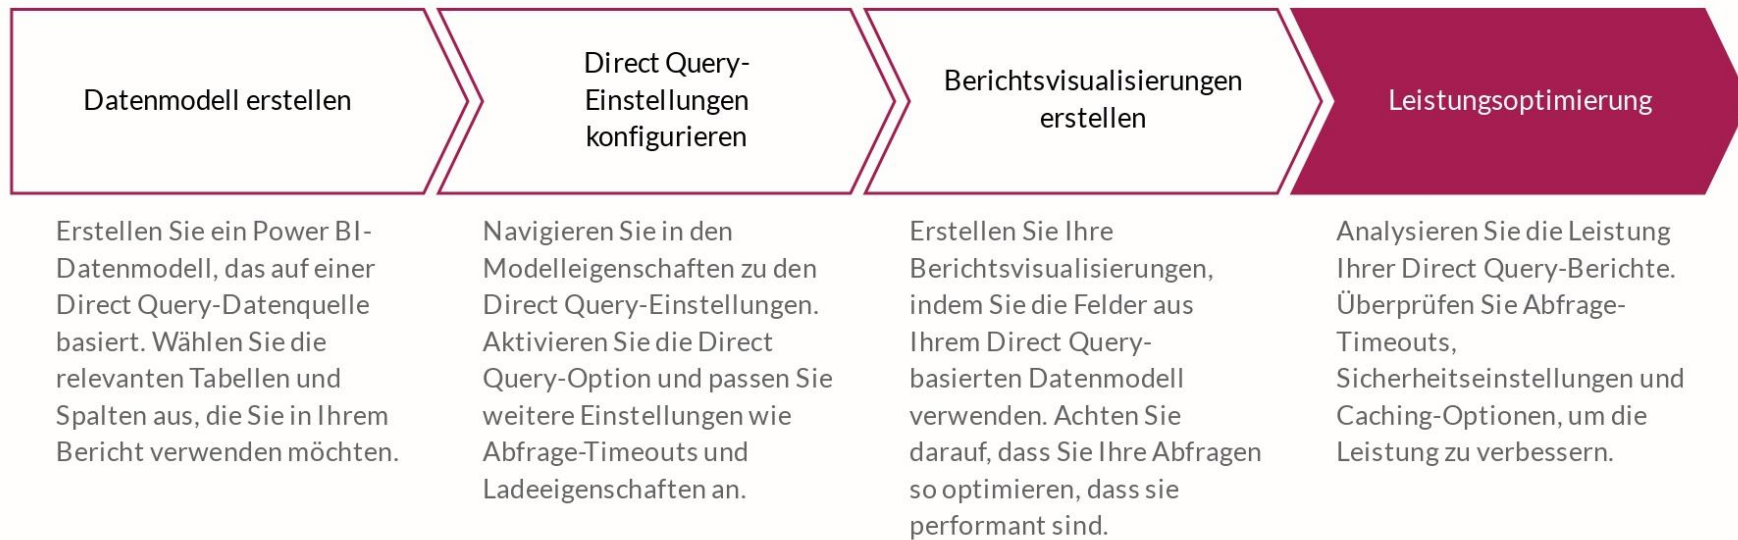 Datenmodell erstellen
Direct Query-
Einstellungen
konfigurieren
Berichtsvisualisierungen
erstellen
Leistungsoptimierung
Erstellen Sie ein Power BI-
Datenmodell, das auf einer
Direct Query-Datenquelle
basiert. Wählen Sie die
relevanten Tabellen und
Spalten aus, die Sie in Ihrem
Bericht verwenden möchten.
Navigieren Sie in den
Modelleigenschaften zu den
Direct Query-Einstellungen.
Aktivieren Sie die Direct
Query-Option und passen Sie
weitere Einstellungen wie
Abfrage-Timeouts und
Ladeeigenschaften an.
Erstellen Sie Ihre
Berichtsvisualisierungen,
indem Sie die Felder aus
Ihrem Direct Query-
basierten Datenmodell
verwenden. Achten Sie
darauf, dass Sie Ihre Abfragen
so optimieren, dass sie
performant sind.
Analysieren Sie die Leistung
Ihrer Direct Query-Berichte.
Überprüfen Sie Abfrage-
Timeouts,
Sicherheitseinstellungen und
Caching-Optionen, um die
Leistung zu verbessern.